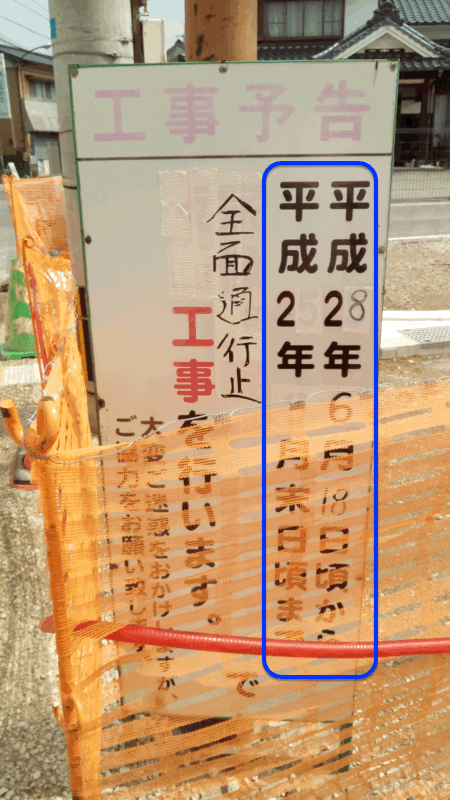 工事予告
平成28年6月18日頃から
平成2 年 月末日頃まで
全面通行止 で
工事を行います。
大変ご迷惑をおかけしますが、
ご協力をお願い致します。